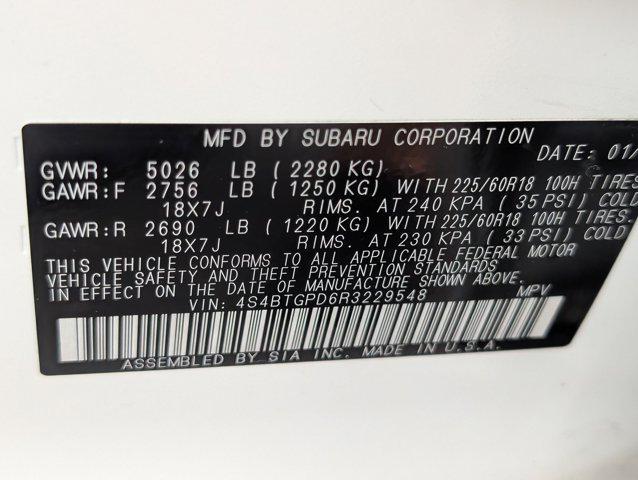 MFD BY SUBARU CORPORATION
DATE: 01/
GVWR: 5026 LB ( 2280 KG)
GAWR:F 2756 LB ( 1250 KG) WITH 225/60R18 100H TIRES
18X7J RIMS. AT 240 KPA ( 35 PSI) COLD
GAWR:R 2690 LB ( 1220 KG) WITH 225/60R18 100H TIRES.
18X7J RIMS. AT 230 KPA ( 33 PSI) COLD
THIS VEHICLE CONFORMS TO ALL APPLICABLE FEDERAL MOTOR
VEHICLE SAFETY AND THEFT PREVENTION STANDARDS
IN EFFECT ON THE DATE OF MANUFACTURE SHOWN ABOVE.
VIN: 4S4BTGPD6R3229548 MPV
ASSEMBLED BY SIA INC. MADE IN U.S.A.